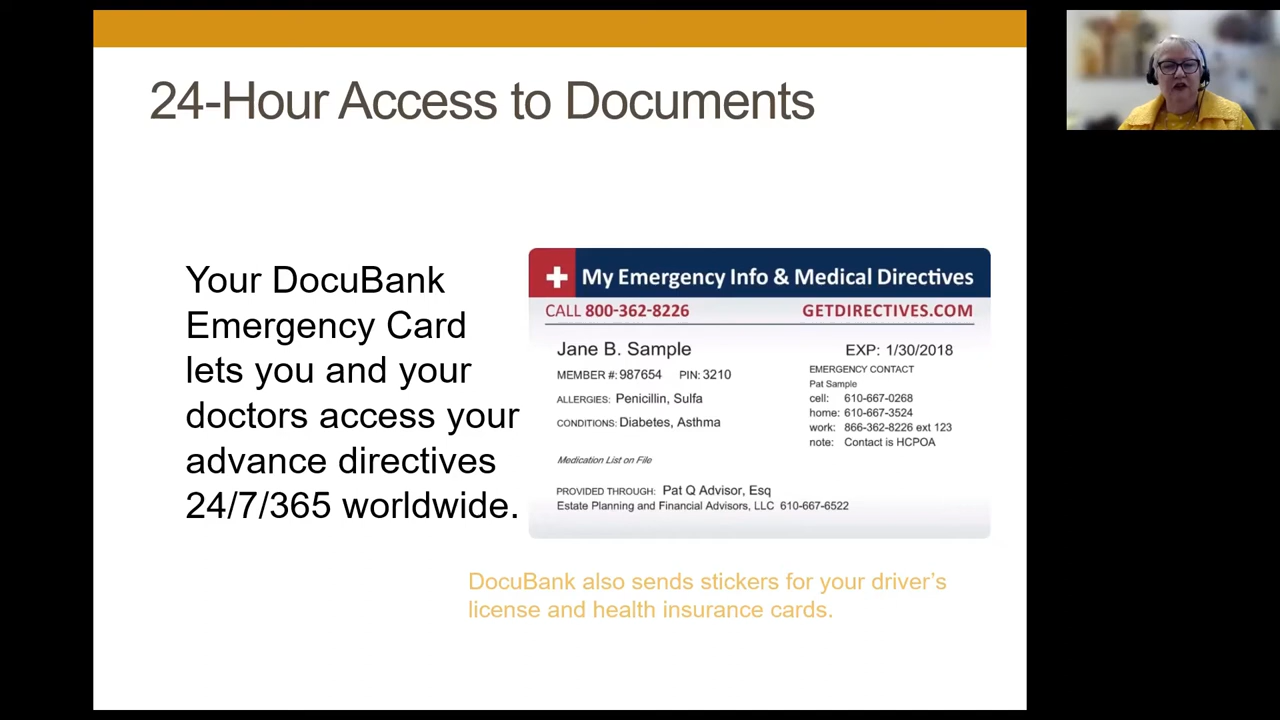 24-Hour Access to Documents
Your DocuBank
Emergency Card
lets you and your
doctors access your
advance directives
24/7/365 worldwide.
My Emergency Info & Medical Directives
CALL 800-362-8226
GETDIRECTIVES.COM
Jane B. Sample
MEMBER #: 987654 PIN: 3210
ALLERGIES: Penicillin, Sulfa
CONDITIONS: Diabetes, Asthma
Medication List on File
EXP: 1/30/2018
EMERGENCY CONTACT
Pat Sample
cell: 610-667-0268
home: 610-667-3524
work: 866-362-8226 ext 123
note: Contact is HCPOA
PROVIDED THROUGH: Pat Q Advisor, Esq
Estate Planning and Financial Advisors, LLC 610-667-6522
DocuBank also sends stickers for your driver’s
license and health insurance cards.